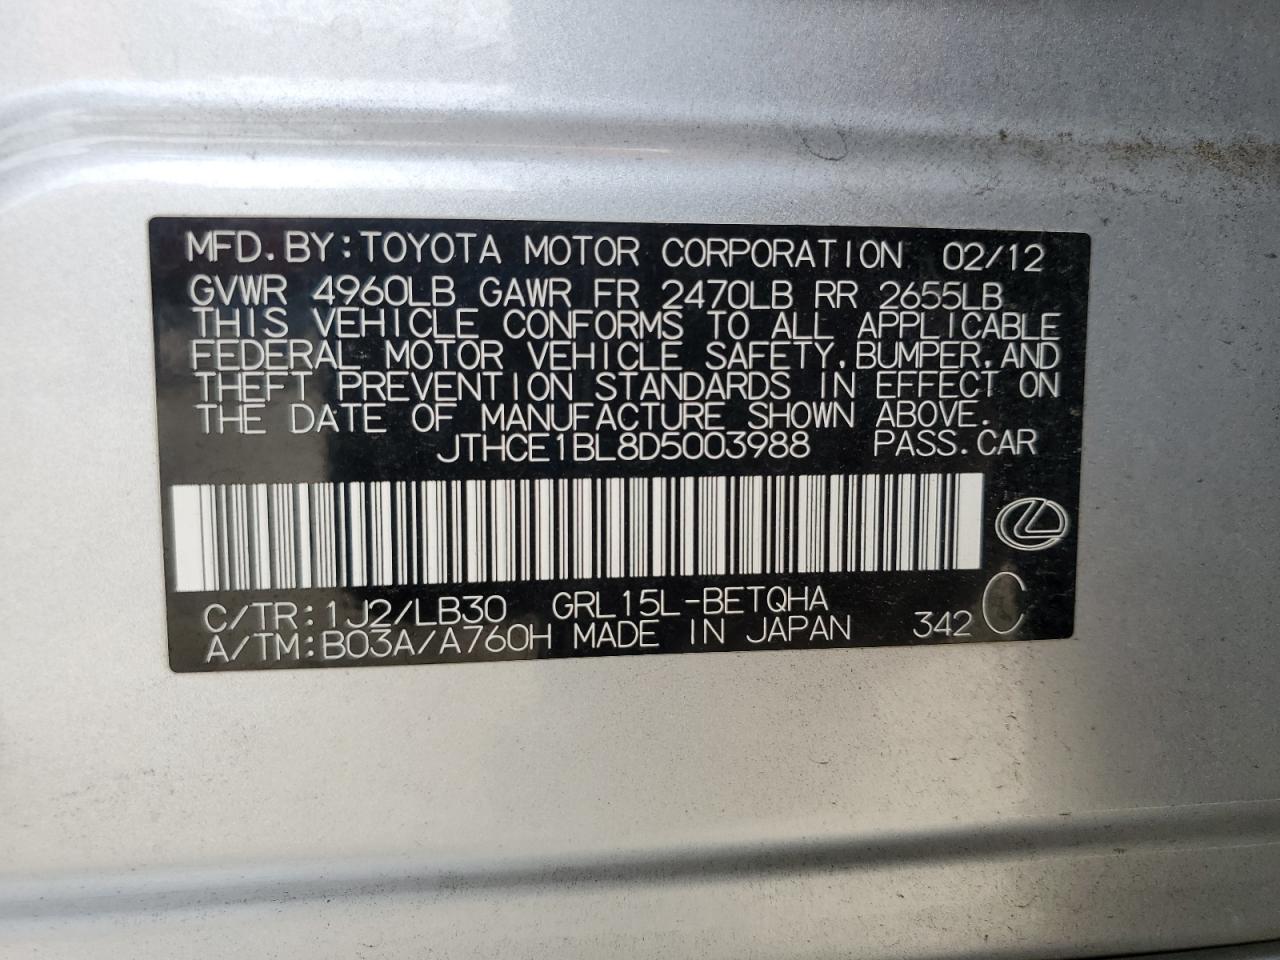 MFD.BY:TOYOTA MOTOR CORPORATION 02/12
GVWR 4960LB GAWR FR 2470LB RR 2655LB
THIS VEHICLE CONFORMS TO ALL APPLICABLE
FEDERAL MOTOR VEHICLE SAFETY,BUMPER,AND
THEFT PREVENTION STANDARDS IN EFFECT ON
THE DATE OF MANUFACTURE SHOWN ABOVE.
JTHCE1BL8D5003988 PASS.CAR
C/TR:1J2/LB30 GRL15L-BETQHA
A/TM:B03A/A760H MADE IN JAPAN 342 C